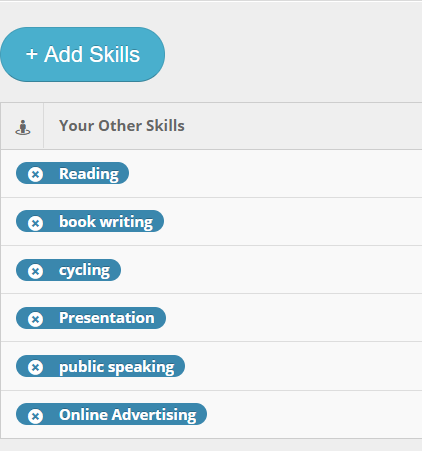 + Add Skills
Your Other Skills
Reading
book writing
cycling
Presentation
public speaking
Online Advertising